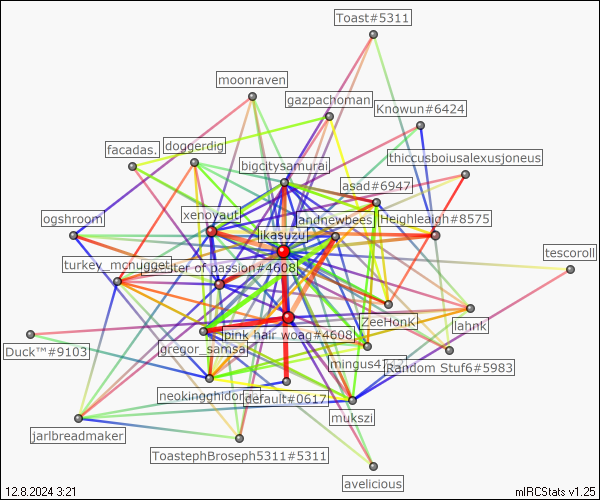 Toast#5311
moonraven
gazpachoman
Knowun#6424
facadas.
doggerdig
bigcitysamurai
thiccusboiusalexusjoneus
asad#6947
ogshroom
xenoyaut
andnewbees
Heighleaigh#8575
ikasuzu
tescoroll
turkey_mcnugget
ster of passion#4608
ZeeHonk
lahnk
Duck™#9103
gregor_samsa
pink hair woag#4608
mingus4
Random Stuf6#5983
neokingghidor
default#0617
mukszi
jarlbreadmaker
ToastephBroseph5311#5311
avelicious
12.8.2024 3:21
mIRCStats v1.25